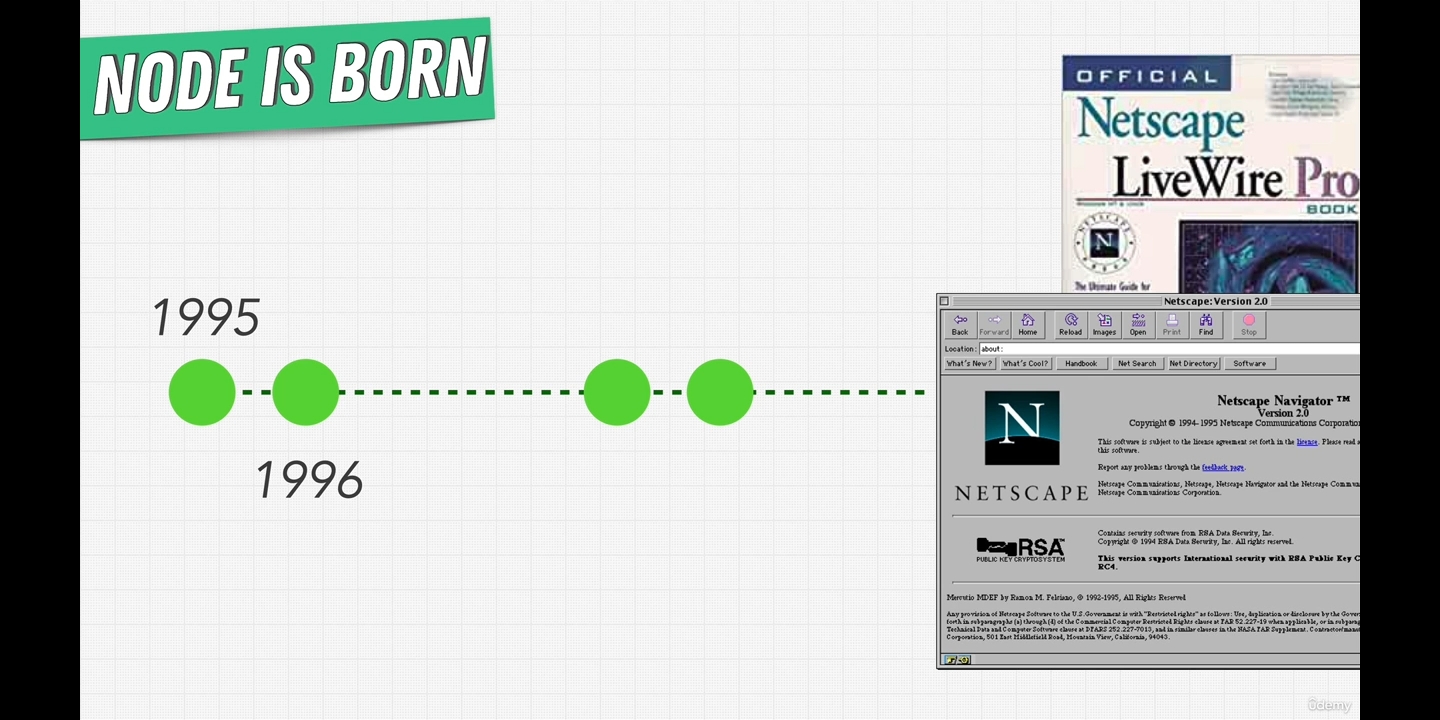 NODE IS BORN
OFFICIAL
Netscape
LiveWire Pro
BOOK
The Ultimate Guide for
1995
1996
Netscape: Version 2.0
Back Forward Home Reload Images Open Print Find Stop
Location: about:
What's New? What's Cool? Handbook Net Search Net Directory Software
N
NETSCAPE
Netscape Navigator ™
Version 2.0
Copyright © 1994-1995 Netscape Communications Corporation
This software is subject to the license agreement set forth in the license. Please read a
this software.
Report any problems through the feedback page.
Netscape Communications, Netscape, Netscape Navigator and the Netscape Commun
Netscape Communications Corporation.
RSA™
PUBLIC KEY CRYPTOSYSTEM
Contains security software from RSA Data Security, Inc.
Copyright © 1994 RSA Data Security, Inc. All rights reserved.
This version supports International security with RSA Public Key C
RC4.
Mercutio MDEF by Ramon M. Felciano, © 1992-1995, All Rights Reserved
Any provision of Netscape Software to the U.S.Government is with "Restricted rights" as follows: Use, duplication or disclosure by the Gover
forth in subparagraphs (a) through (d) of the Commercial Computer Restricted Rights clause at FAR 52.227-19 when applicable, or in subparag
Technical Data and Computer Software clause at DFARS 252.227-7013, and in similar clauses in the NASA FAR Supplement. Contractor/man
Corporation, 501 East Middlefield Road, Mountain View, California, 94043.
ûdemy